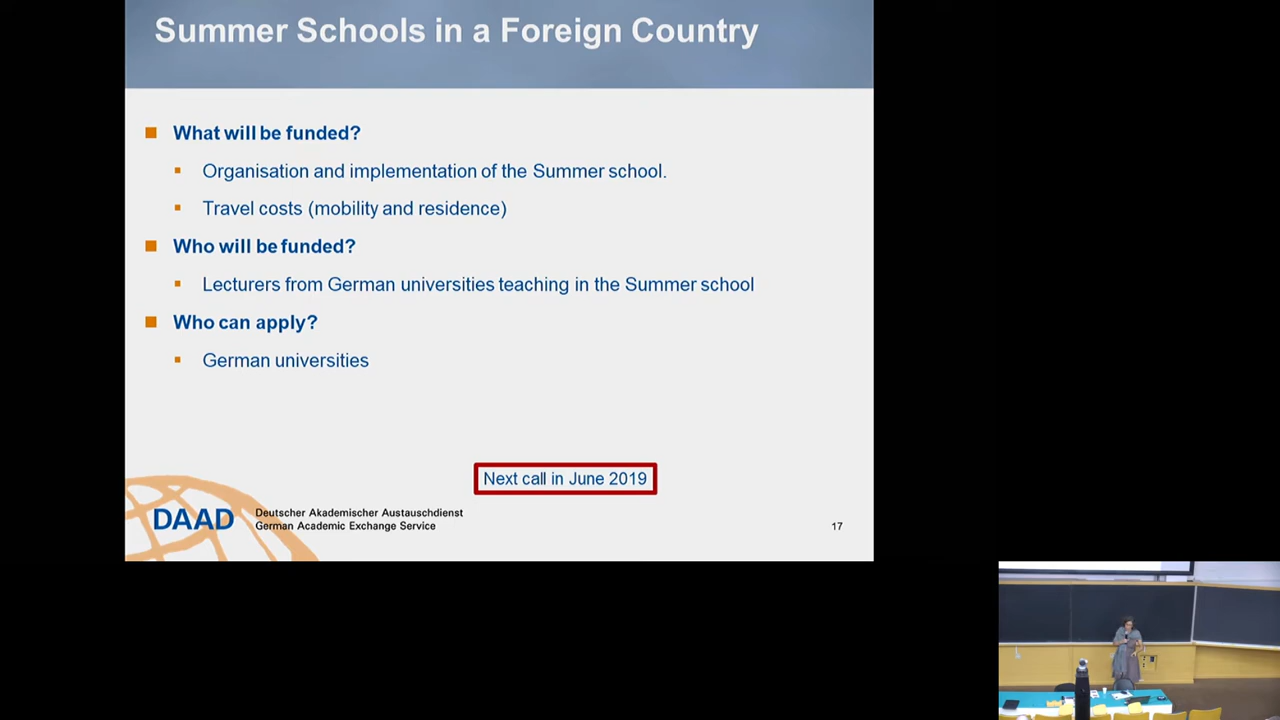 Summer Schools in a Foreign Country
What will be funded?
Organisation and implementation of the Summer school.
Travel costs (mobility and residence)
Who will be funded?
Lecturers from German universities teaching in the Summer school
Who can apply?
German universities
Next call in June 2019
DAAD
Deutscher Akademischer Austauschdienst
German Academic Exchange Service
17